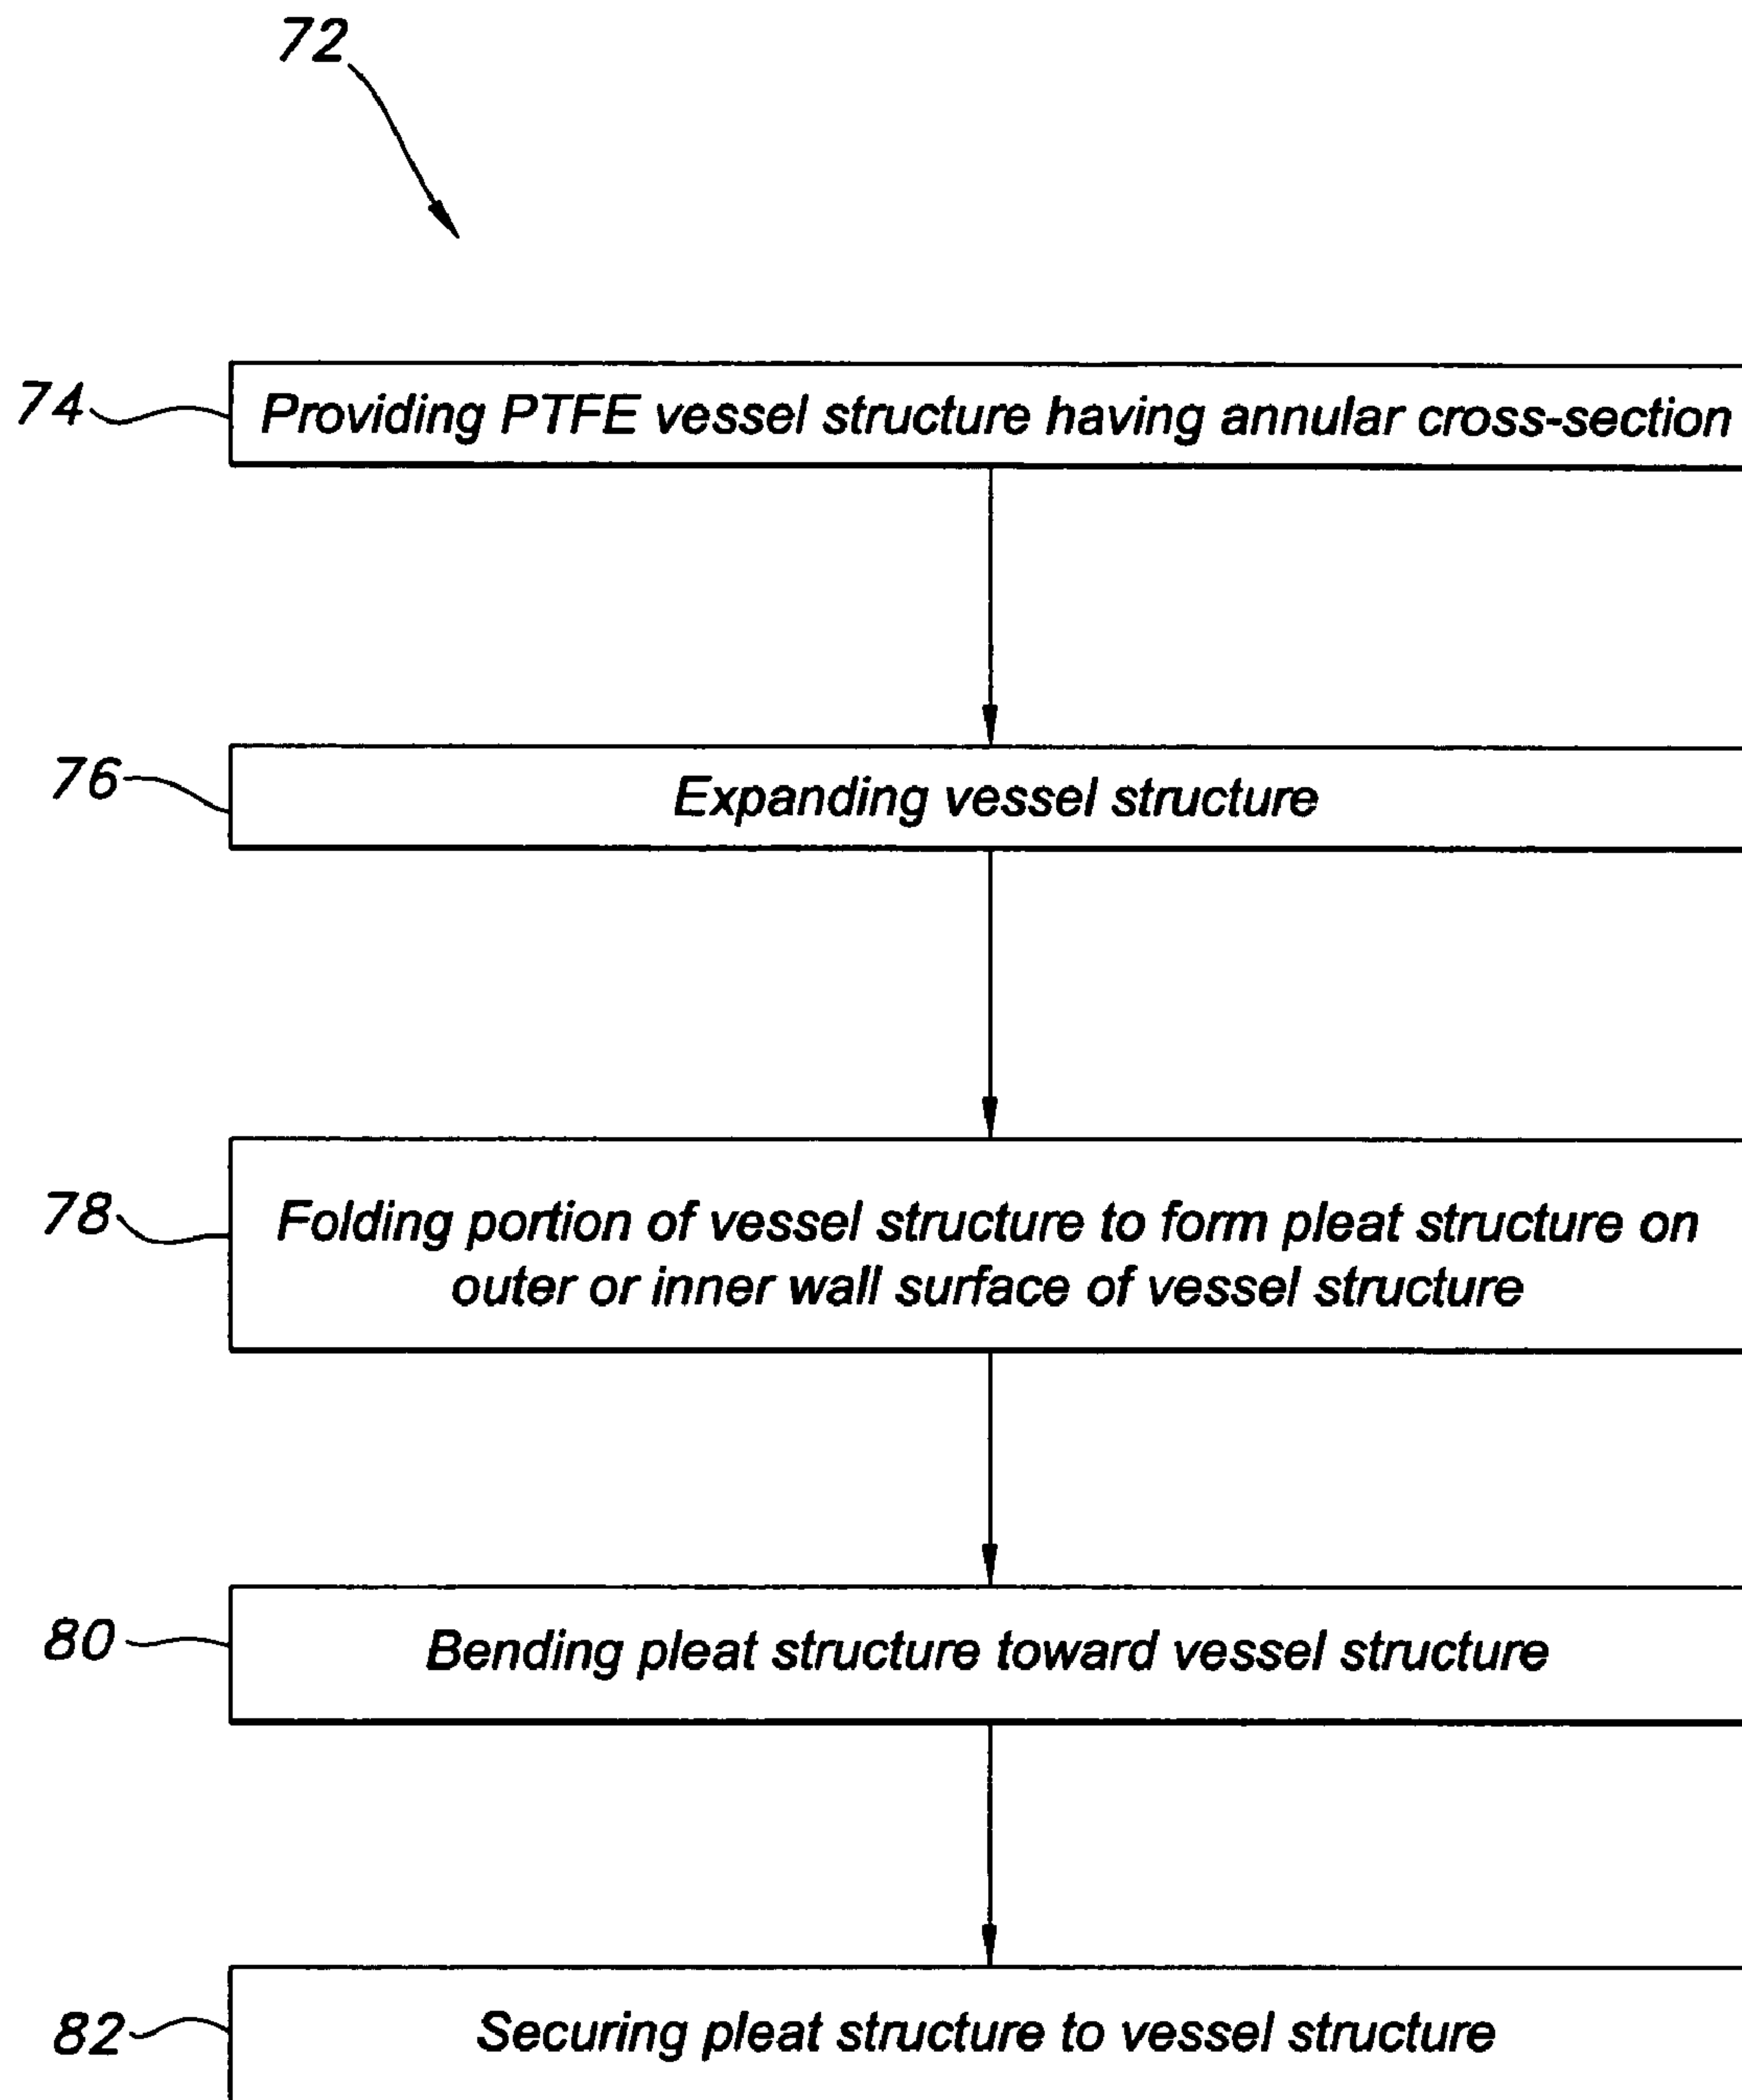 72
74
Providing PTFE vessel structure having annular cross-section
76
Expanding vessel structure
78
Folding portion of vessel structure to form pleat structure on
outer or inner wall surface of vessel structure
80
Bending pleat structure toward vessel structure
82
Securing pleat structure to vessel structure